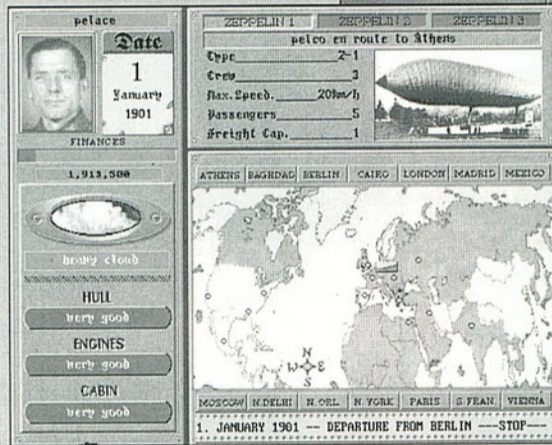 pelace
Date
1
January
1901
FINANCES
1,913,500
heavy cloud
HULL
very good
ENGINES
very good
CABIN
very good
ZEPPELIN 1 ZEPPELIN 2 ZEPPELIN 3
pelco en route to Athens
Type 2-1
Crew 3
Max.Speed. 20km/h
Passengers 5
Freight Cap. 1
ATHENS BAGHDAD BERLIN CAIRO LONDON MADRID MEXICO
N
W E
S
MOSCOW N.DELHI N.ORL N.YORK PARIS S.FRAN. VIENNA
1. JANUARY 1901 -- DEPARTURE FROM BERLIN ---STOP---